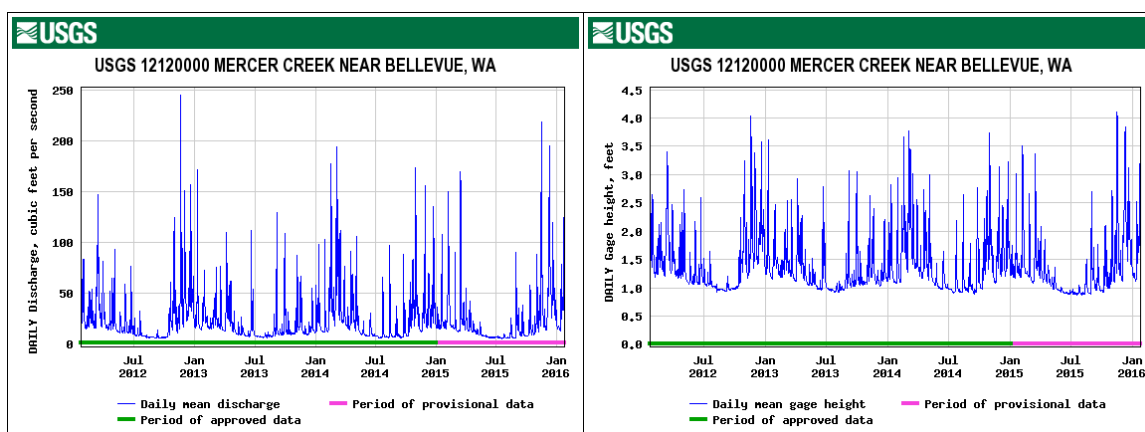 USGS
USGS 12120000 MERCER CREEK NEAR BELLEVUE, WA
DAILY Discharge, cubic feet per second
250
200
150
100
50
0
Jul Jan Jul Jan Jul Jan Jul Jan
2012 2013 2013 2014 2014 2015 2015 2016
Daily mean discharge Period of provisional data
Period of approved data
USGS
USGS 12120000 MERCER CREEK NEAR BELLEVUE, WA
DAILY Gage height, feet
4.5
4.0
3.5
3.0
2.5
2.0
1.5
1.0
0.5
0.0
Jul Jan Jul Jan Jul Jan Jul Jan
2012 2013 2013 2014 2014 2015 2015 2016
Daily mean gage height Period of provisional data
Period of approved data